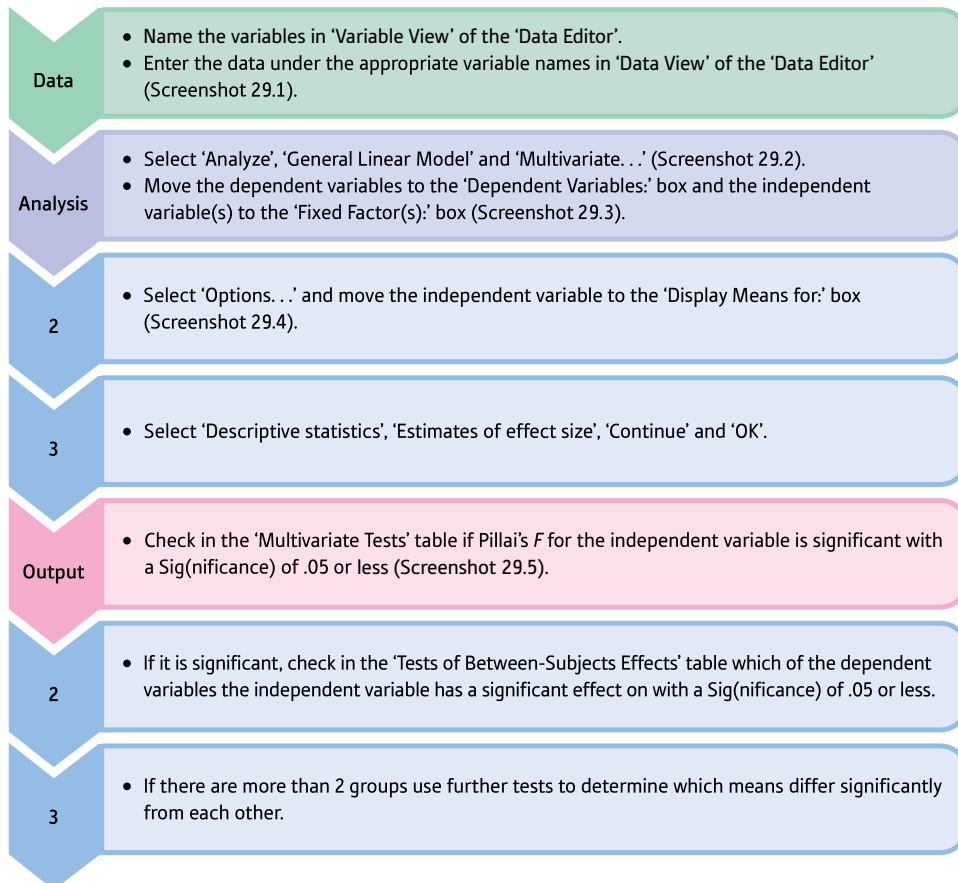 Data
• Name the variables in ‘Variable View’ of the ‘Data Editor’.
• Enter the data under the appropriate variable names in ‘Data View’ of the ‘Data Editor’
(Screenshot 29.1).
Analysis
• Select ‘Analyze’, ‘General Linear Model’ and ‘Multivariate. . .’ (Screenshot 29.2).
• Move the dependent variables to the ‘Dependent Variables:’ box and the independent
variable(s) to the ‘Fixed Factor(s):’ box (Screenshot 29.3).
2
• Select ‘Options. . .’ and move the independent variable to the ‘Display Means for:’ box
(Screenshot 29.4).
3
• Select ‘Descriptive statistics’, ‘Estimates of effect size’, ‘Continue’ and ‘OK’.
Output
• Check in the ‘Multivariate Tests’ table if Pillai’s F for the independent variable is significant with
a Sig(nificance) of .05 or less (Screenshot 29.5).
2
• If it is significant, check in the ‘Tests of Between-Subjects Effects’ table which of the dependent
variables the independent variable has a significant effect on with a Sig(nificance) of .05 or less.
3
• If there are more than 2 groups use further tests to determine which means differ significantly
from each other.